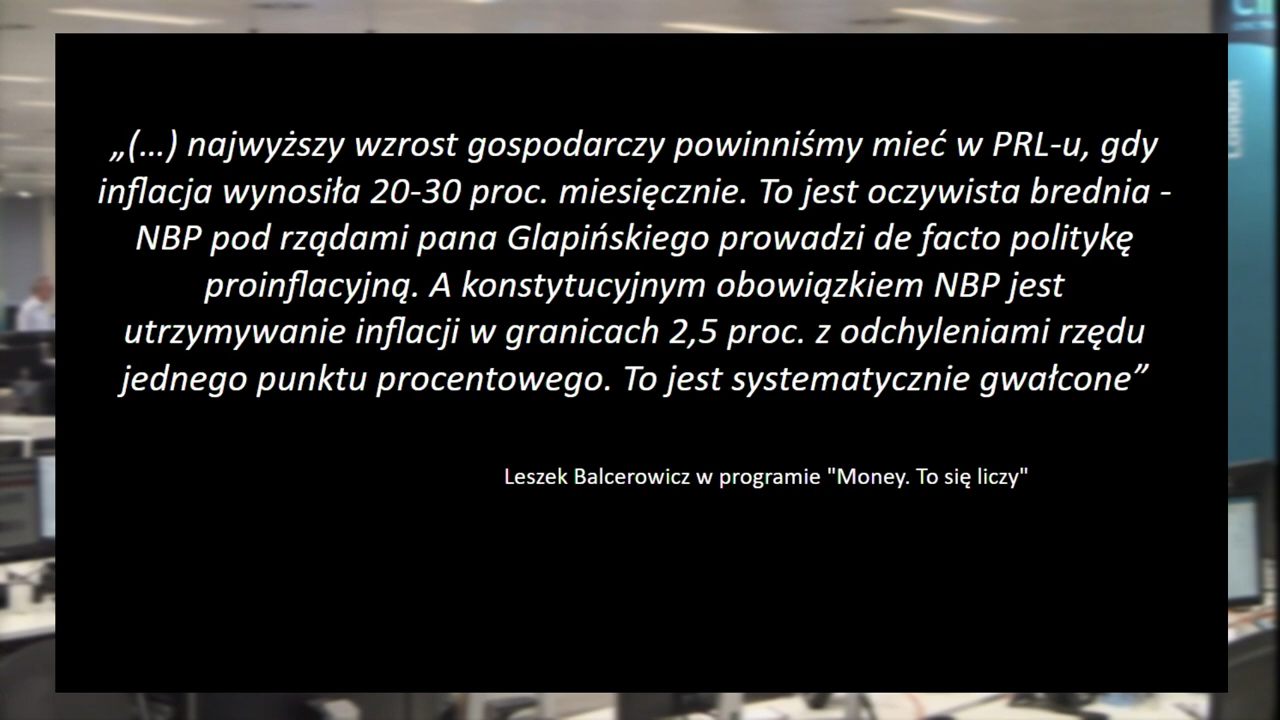 „(...) najwyższy wzrost gospodarczy powinniśmy mieć w PRL-u, gdy
inflacja wynosiła 20-30 proc. miesięcznie. To jest oczywista brednia -
NBP pod rządami pana Glapińskiego prowadzi de facto politykę
proinflacyjną. A konstytucyjnym obowiązkiem NBP jest
utrzymywanie inflacji w granicach 2,5 proc. z odchyleniami rzędu
jednego punktu procentowego. To jest systematycznie gwałcone”
Leszek Balcerowicz w programie "Money. To się liczy"
London